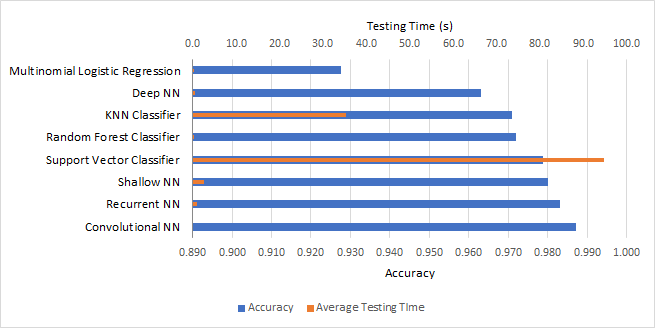 Testing Time (s)
0.0 10.0 20.0 30.0 40.0 50.0 60.0 70.0 80.0 90.0 100.0
Multinomial Logistic Regression
Deep NN
KNN Classifier
Random Forest Classifier
Support Vector Classifier
Shallow NN
Recurrent NN
Convolutional NN
0.890 0.900 0.910 0.920 0.930 0.940 0.950 0.960 0.970 0.980 0.990 1.000
Accuracy
Accuracy Average Testing TIme